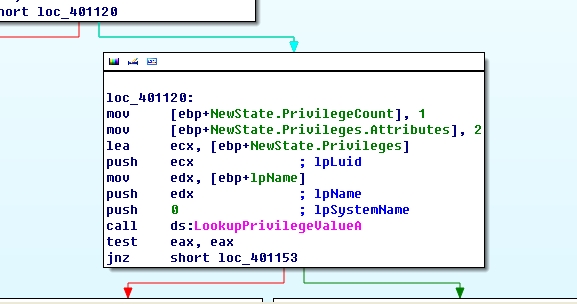 short loc_401120
loc_401120:
mov [ebp+NewState.PrivilegeCount], 1
mov [ebp+NewState.Privileges.Attributes], 2
lea ecx, [ebp+NewState.Privileges]
push ecx ; lpLuid
mov edx, [ebp+lpName]
push edx ; lpName
push 0 ; lpSystemName
call ds:LookupPrivilegeValueA
test eax, eax
jnz short loc_401153